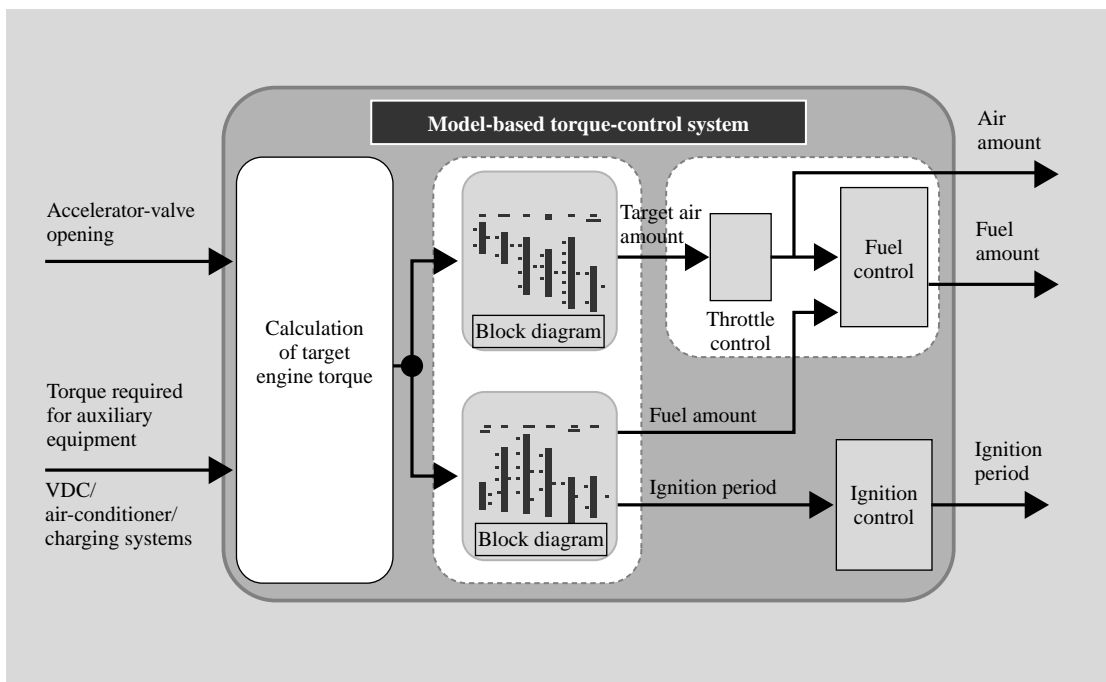 Model-based torque-control system
Accelerator-valve
opening
Torque required
for auxiliary
equipment
VDC/
air-conditioner/
charging systems
Calculation
of target
engine torque
Block diagram
Block diagram
Target air
amount
Fuel amount
Ignition period
Throttle
control
Fuel
control
Ignition
control
Air
amount
Fuel
amount
Ignition
period